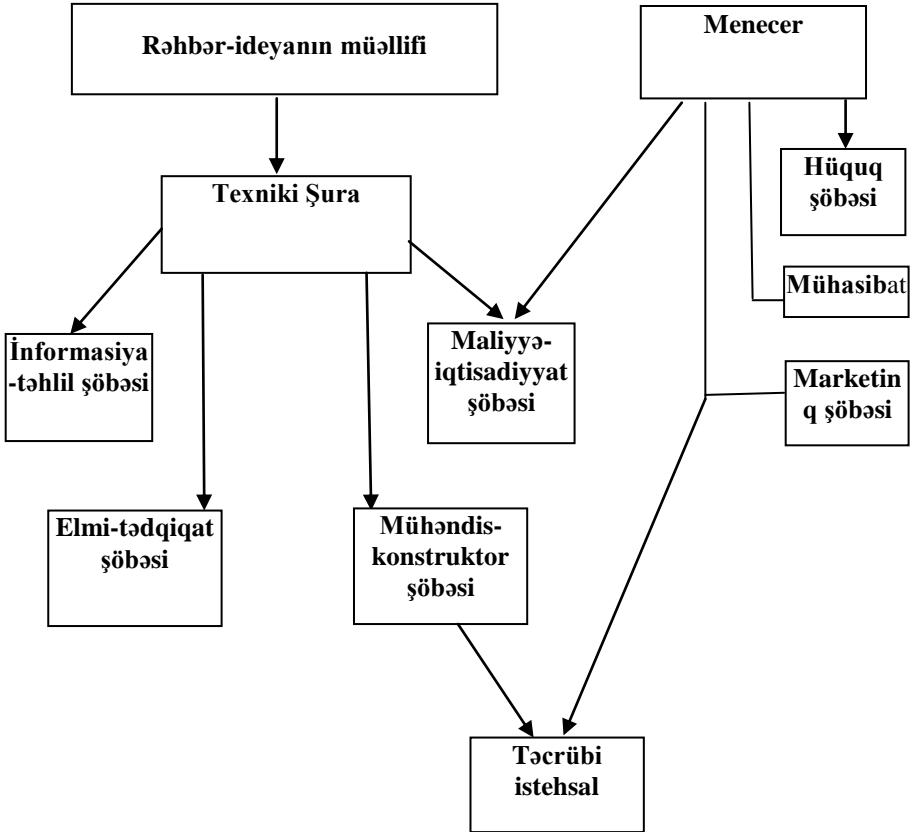 Rəhbər-ideyanın müəllifi
Menecer
Texniki Şura
Hüquq
şöbəsi
Mühasibat
İnformasiya
-təhlil şöbəsi
Maliyyə-
iqtisadiyyat
şöbəsi
Marketin
q şöbəsi
Elmi-tədqiqat
şöbəsi
Mühəndis-
konstruktor
şöbəsi
Təcrübi
istehsal